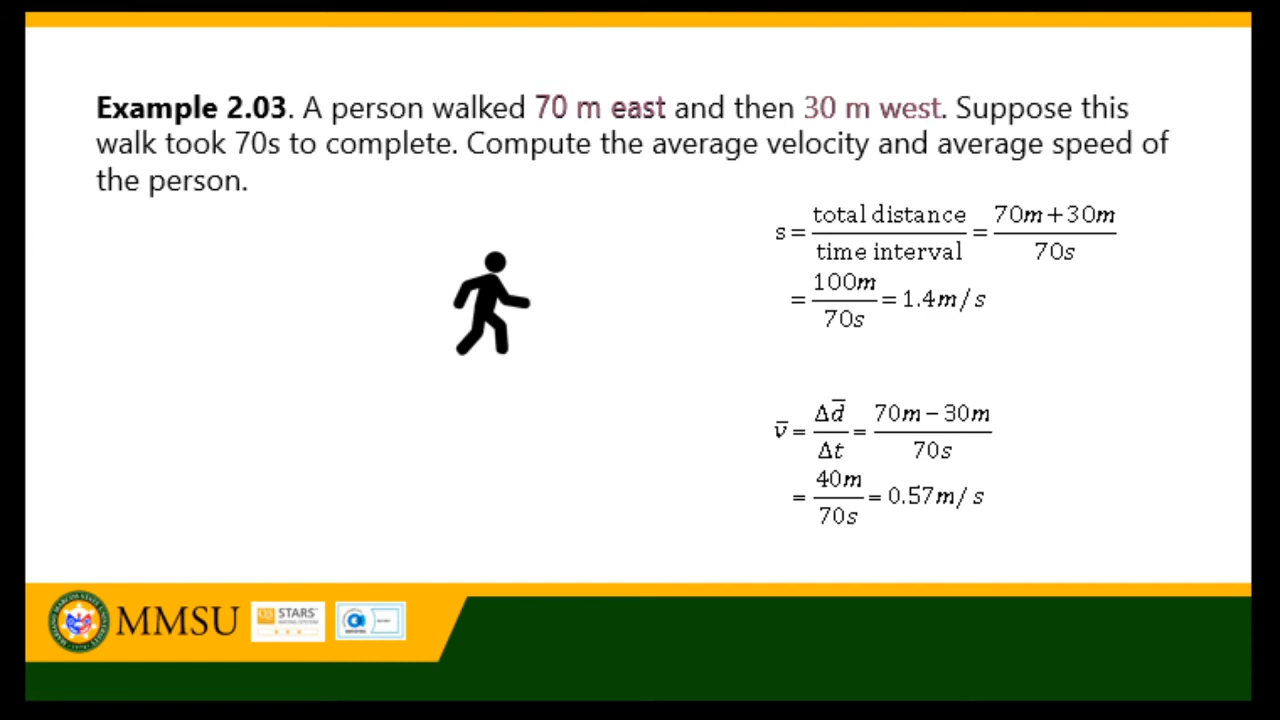 Example 2.03. A person walked 70 m east and then 30 m west. Suppose this
walk took 70s to complete. Compute the average velocity and average speed of
the person.
s = total distance / time interval = 70m+30m / 70s
= 100m / 70s = 1.4m/s
v̅ = Δd̅ / Δt = 70m − 30m / 70s
= 40m / 70s = 0.57m/s
MMSU
QS STARS